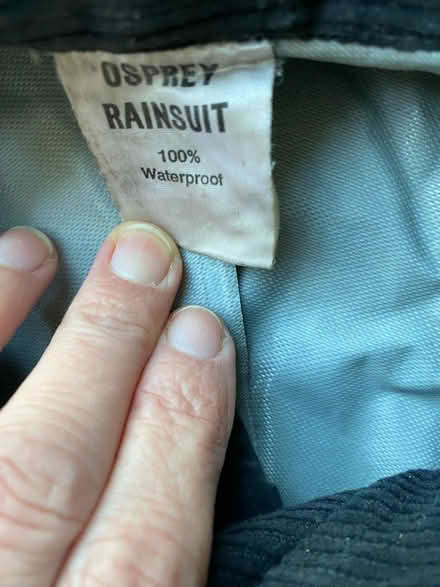 OSPREY
RAINSUIT
100%
Waterproof